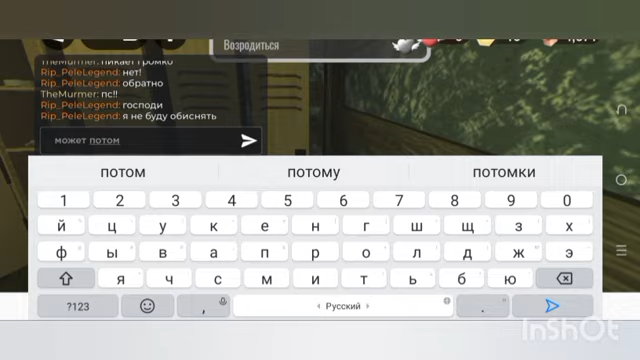 Возродиться
TheMurmer: пикает громко
Rip_PeleLegend: нет!
Rip_PeleLegend: обратно
TheMurmer: пс!!
Rip_PeleLegend: господи
Rip_PeleLegend: я не буду обиснять
может потом
потом потому потомки
1 2 3 4 5 6 7 8 9 0
й ц у к е н г ш щ з х
ф ы в а п р о л д ж э
я ч с м и т ь б ю
?123 , Русский .
InShOt